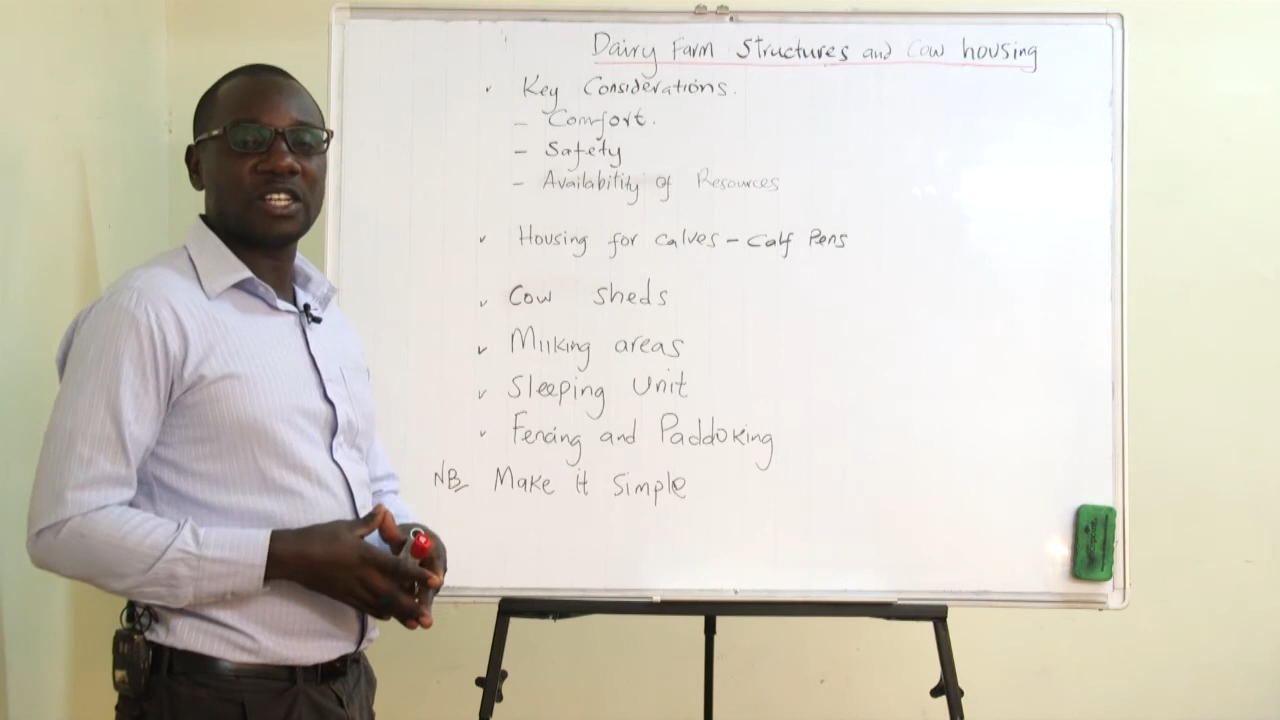 Dairy Farm Structures and Cow housing
Key Considerations.
- Comfort.
- Safety
- Availability of Resources
Housing for calves - Calf Pens
Cow sheds
Milking areas
Sleeping Unit
Fencing and Paddoking
NB Make it Simple